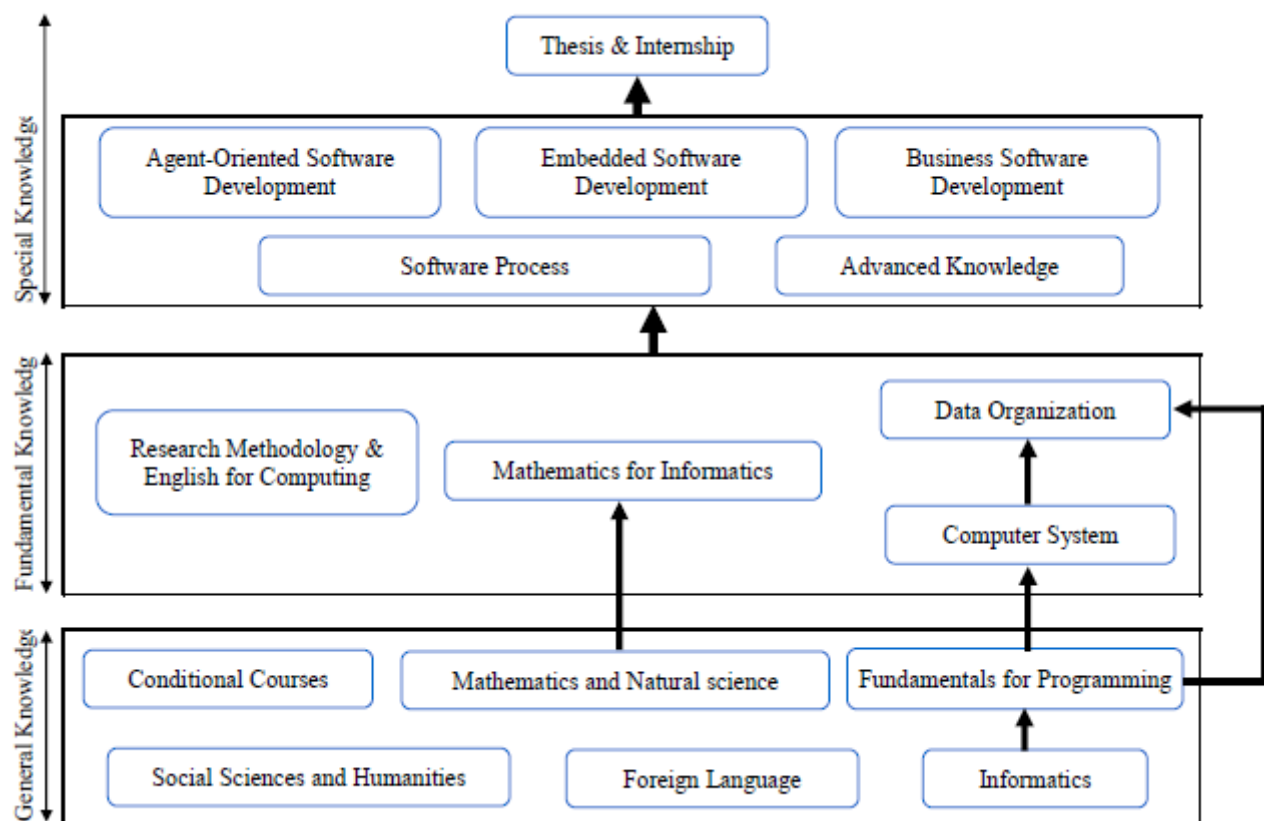 Thesis & Internship
Special Knowledge
Agent-Oriented Software
Development
Embedded Software
Development
Business Software
Development
Software Process
Advanced Knowledge
Fundamental Knowledg
Data Organization
Research Methodology &
English for Computing
Mathematics for Informatics
Computer System
General Knowledge
Conditional Courses
Mathematics and Natural science
Fundamentals for Programming
Social Sciences and Humanities
Foreign Language
Informatics